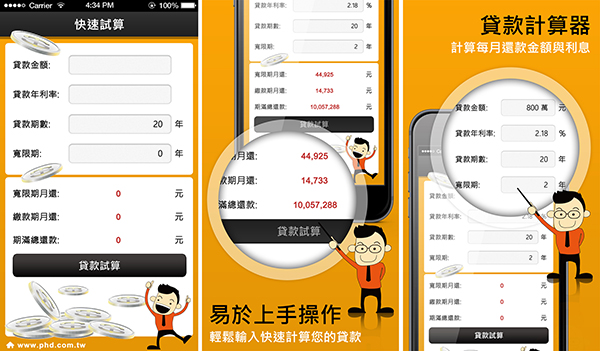 Carrier 4:34 PM 100%
快速試算
貸款金額:
貸款年利率:
貸款期數: 20 年
寬限期: 0 年
寬限期月還: 0 元
繳款期月還: 0 元
期滿總還款: 0 元
貸款試算
www.phd.com.tw
貸款年利率: 2.18 %
貸款期數: 20 年
寬限期: 2 年
寬限期月還: 44,925 元
繳款期月還: 14,733 元
期滿總還款: 10,057,288 元
貸款試算
期月還: 44,925
期月還: 14,733
滿總還款: 10,057,288
貸款試算
易於上手操作
輕鬆輸入快速計算您的貸款
貸款計算器
計算每月還款金額與利息
貸款金額: 800 萬 元
貸款年利率: 2.18 %
貸款期數: 20 年
寬限期: 2 年
貸款年利率: 2.18
貸款期數: 20 年
寬限期: 2
寬限期月還: 0 元
繳款期月還: 0 元
期滿總還款: 0 元
貸款試算